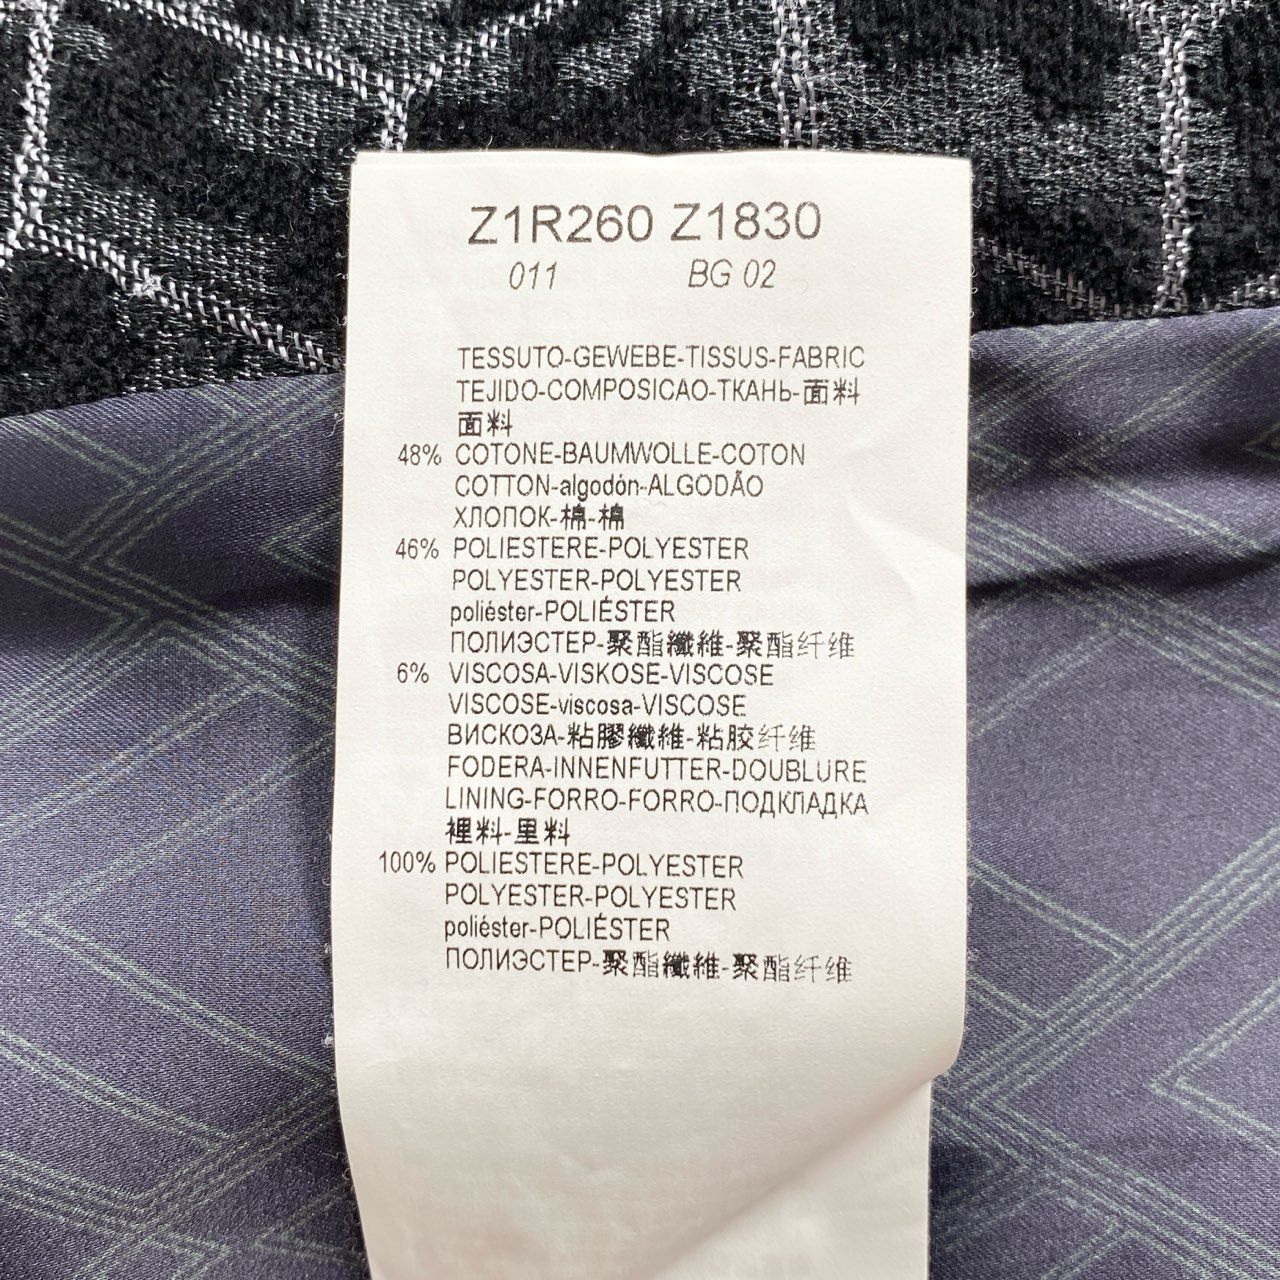 Z1R260 Z1830
011 BG 02
TESSUTO-GEWEBE-TISSUS-FABRIC
TEJIDO-COMPOSICAO-ТКАНЬ-面料
面料
48% COTONE-BAUMWOLLE-COTON
COTTON-algodón-ALGODÃO
ХЛОПОК-棉-棉
46% POLIESTERE-POLYESTER
POLYESTER-POLYESTER
poliéster-POLIÉSTER
ПОЛИЭСТЕР-聚酯纖維-聚酯纤维
6% VISCOSA-VISKOSE-VISCOSE
VISCOSE-viscosa-VISCOSE
ВИСКОЗА-粘膠纖維-粘胶纤维
FODERA-INNENFUTTER-DOUBLURE
LINING-FORRO-FORRO-ПОДКЛАДКА
裡料-里料
100% POLIESTERE-POLYESTER
POLYESTER-POLYESTER
poliéster-POLIÉSTER
ПОЛИЭСТЕР-聚酯纖維-聚酯纤维